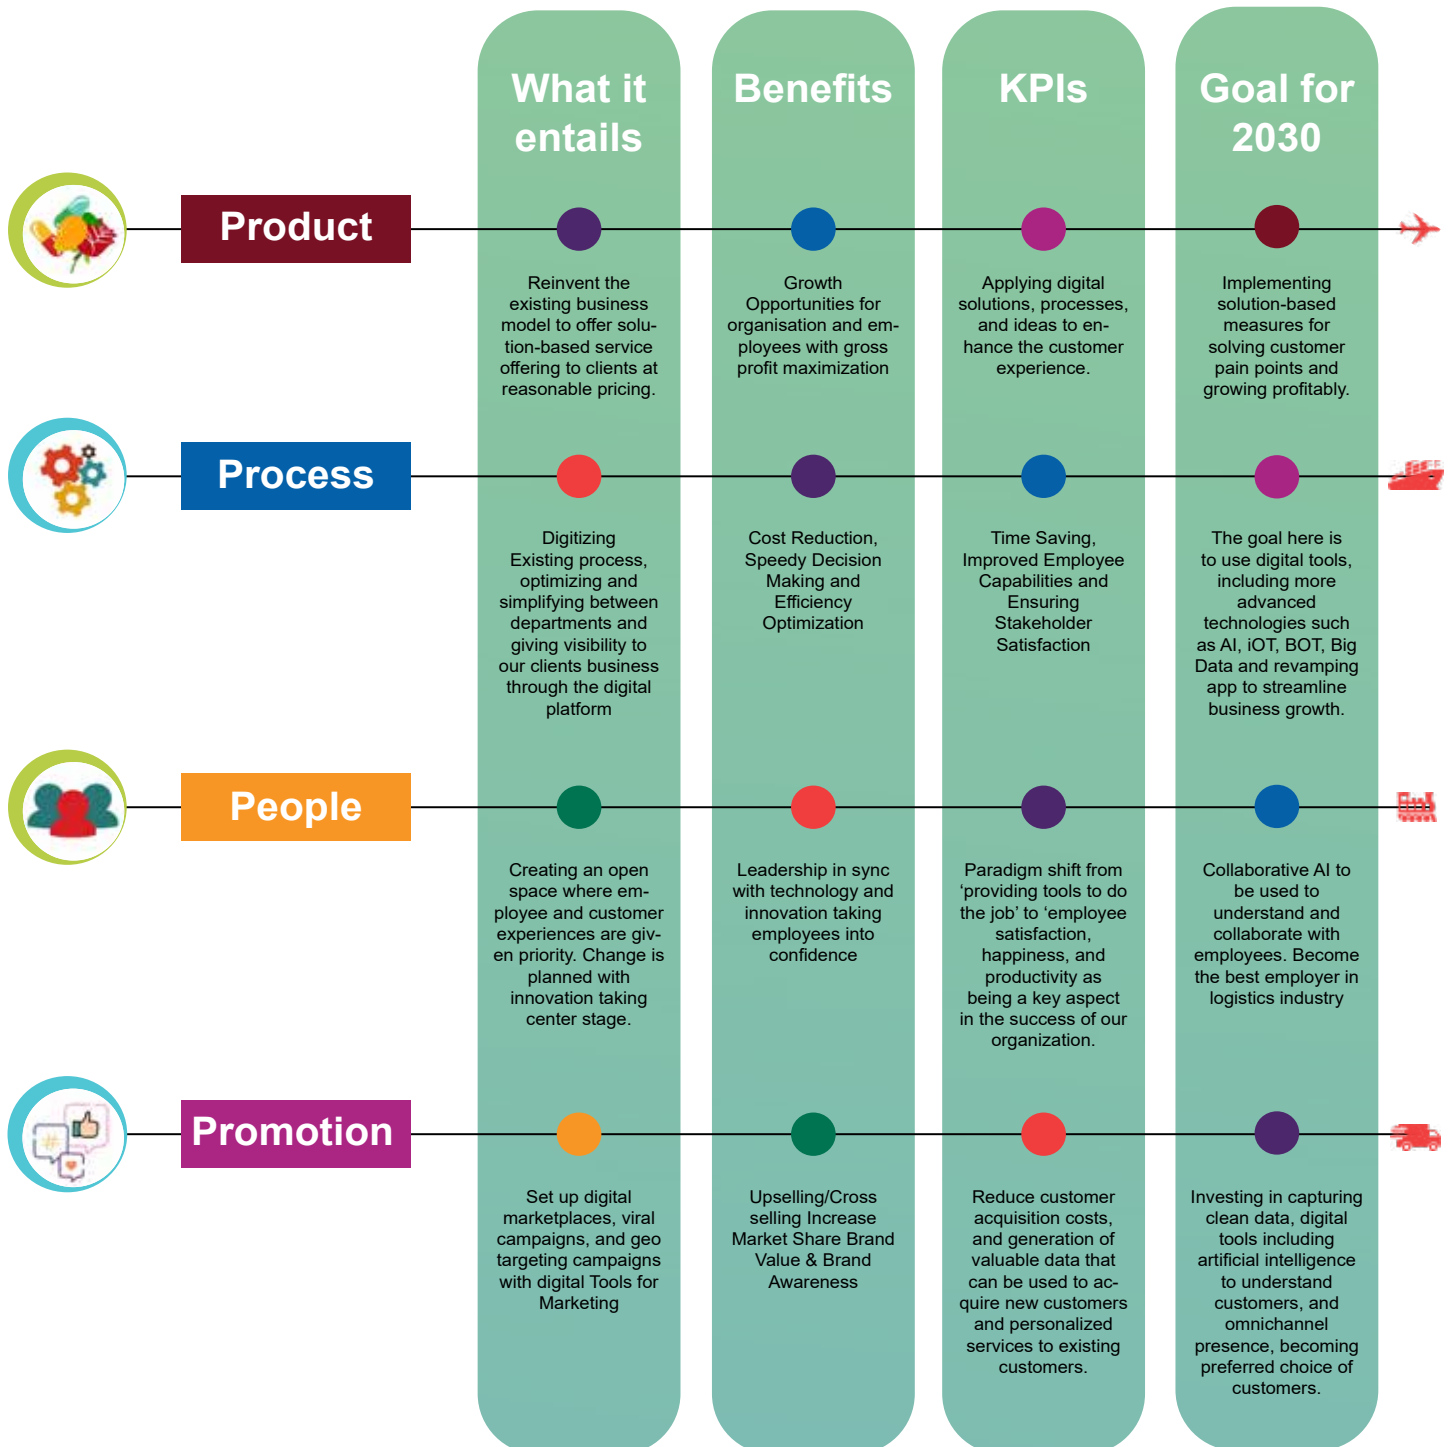 What it
entails
Benefits
KPIs
Goal for
2030
Product
Reinvent the
existing business
model to offer solu-
tion-based service
offering to clients at
reasonable pricing.
Growth
Opportunities for
organisation and em-
ployees with gross
profit maximization
Applying digital
solutions, processes,
and ideas to en-
hance the customer
experience.
Implementing
solution-based
measures for
solving customer
pain points and
growing profitably.
Process
Digitizing
Existing process,
optimizing and
simplifying between
departments and
giving visibility to
our clients business
through the digital
platform
Cost Reduction,
Speedy Decision
Making and
Efficiency
Optimization
Time Saving,
Improved Employee
Capabilities and
Ensuring
Stakeholder
Satisfaction
The goal here is
to use digital tools,
including more
advanced
technologies such
as AI, iOT, BOT, Big
Data and revamping
app to streamline
business growth.
People
Creating an open
space where em-
ployee and customer
experiences are giv-
en priority. Change is
planned with
innovation taking
center stage.
Leadership in sync
with technology and
innovation taking
employees into
confidence
Paradigm shift from
‘providing tools to do
the job’ to ‘employee
satisfaction,
happiness, and
productivity as
being a key aspect
in the success of our
organization.
Collaborative AI to
be used to
understand and
collaborate with
employees. Become
the best employer in
logistics industry
Promotion
Set up digital
marketplaces, viral
campaigns, and geo
targeting campaigns
with digital Tools for
Marketing
Upselling/Cross
selling Increase
Market Share Brand
Value & Brand
Awareness
Reduce customer
acquisition costs,
and generation of
valuable data that
can be used to ac-
quire new customers
and personalized
services to existing
customers.
Investing in capturing
clean data, digital
tools including
artificial intelligence
to understand
customers, and
omnichannel
presence, becoming
preferred choice of
customers.